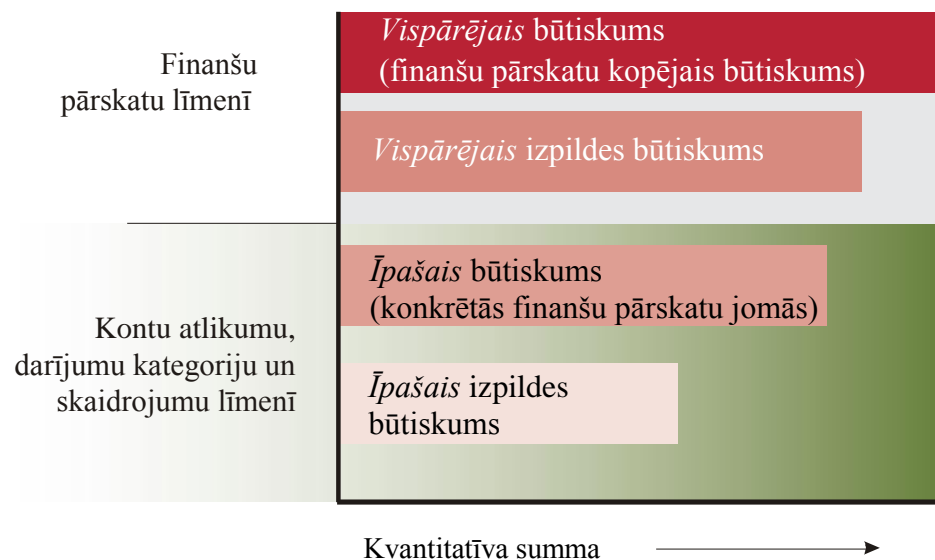 Finanšu
pārskatu līmenī
Vispārējais būtiskums
(finanšu pārskatu kopējais būtiskums)
Vispārējais izpildes būtiskums
Kontu atlikumu,
darījumu kategoriju un
skaidrojumu līmenī
Īpašais būtiskums
(konkrētās finanšu pārskatu jomās)
Īpašais izpildes
būtiskums
Kvantitatīva summa